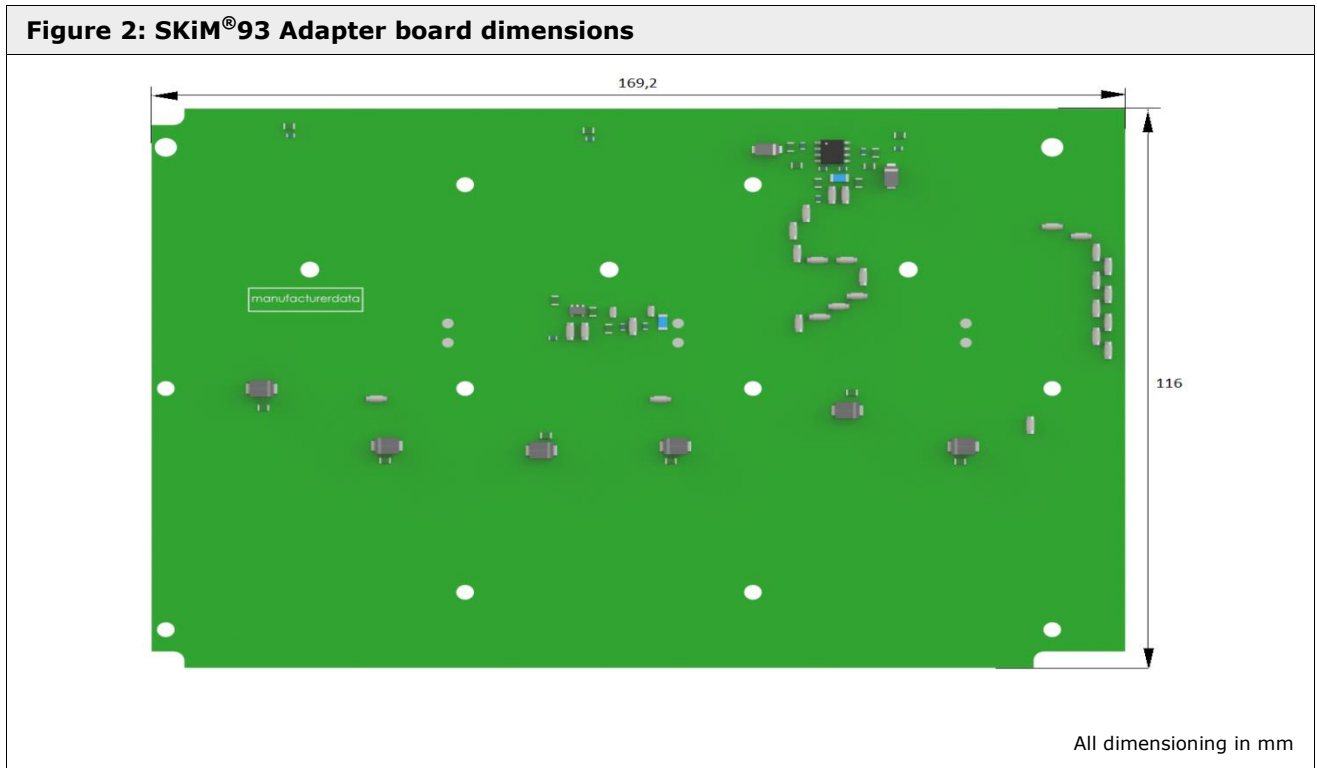 Figure 2: SKiM®93 Adapter board dimensions
169,2
manufacturerdata
116
All dimensioning in mm